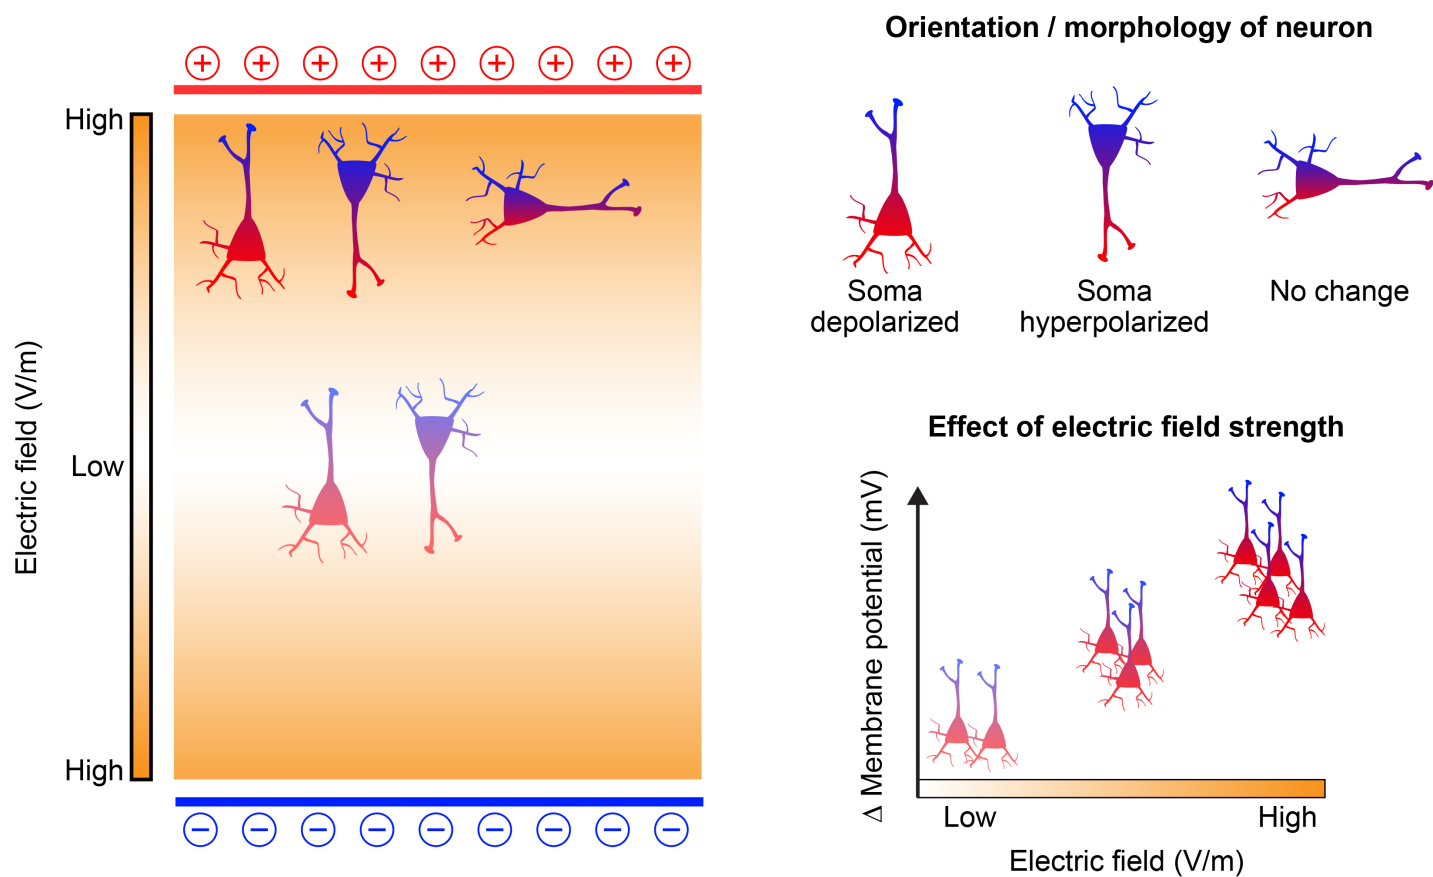 + + + + + + + + +
High
Low
High
Electric field (V/m)
− − − − − − − − −
Orientation / morphology of neuron
Soma
depolarized
Soma
hyperpolarized
No change
Effect of electric field strength
Δ Membrane potential (mV)
Low
High
Electric field (V/m)